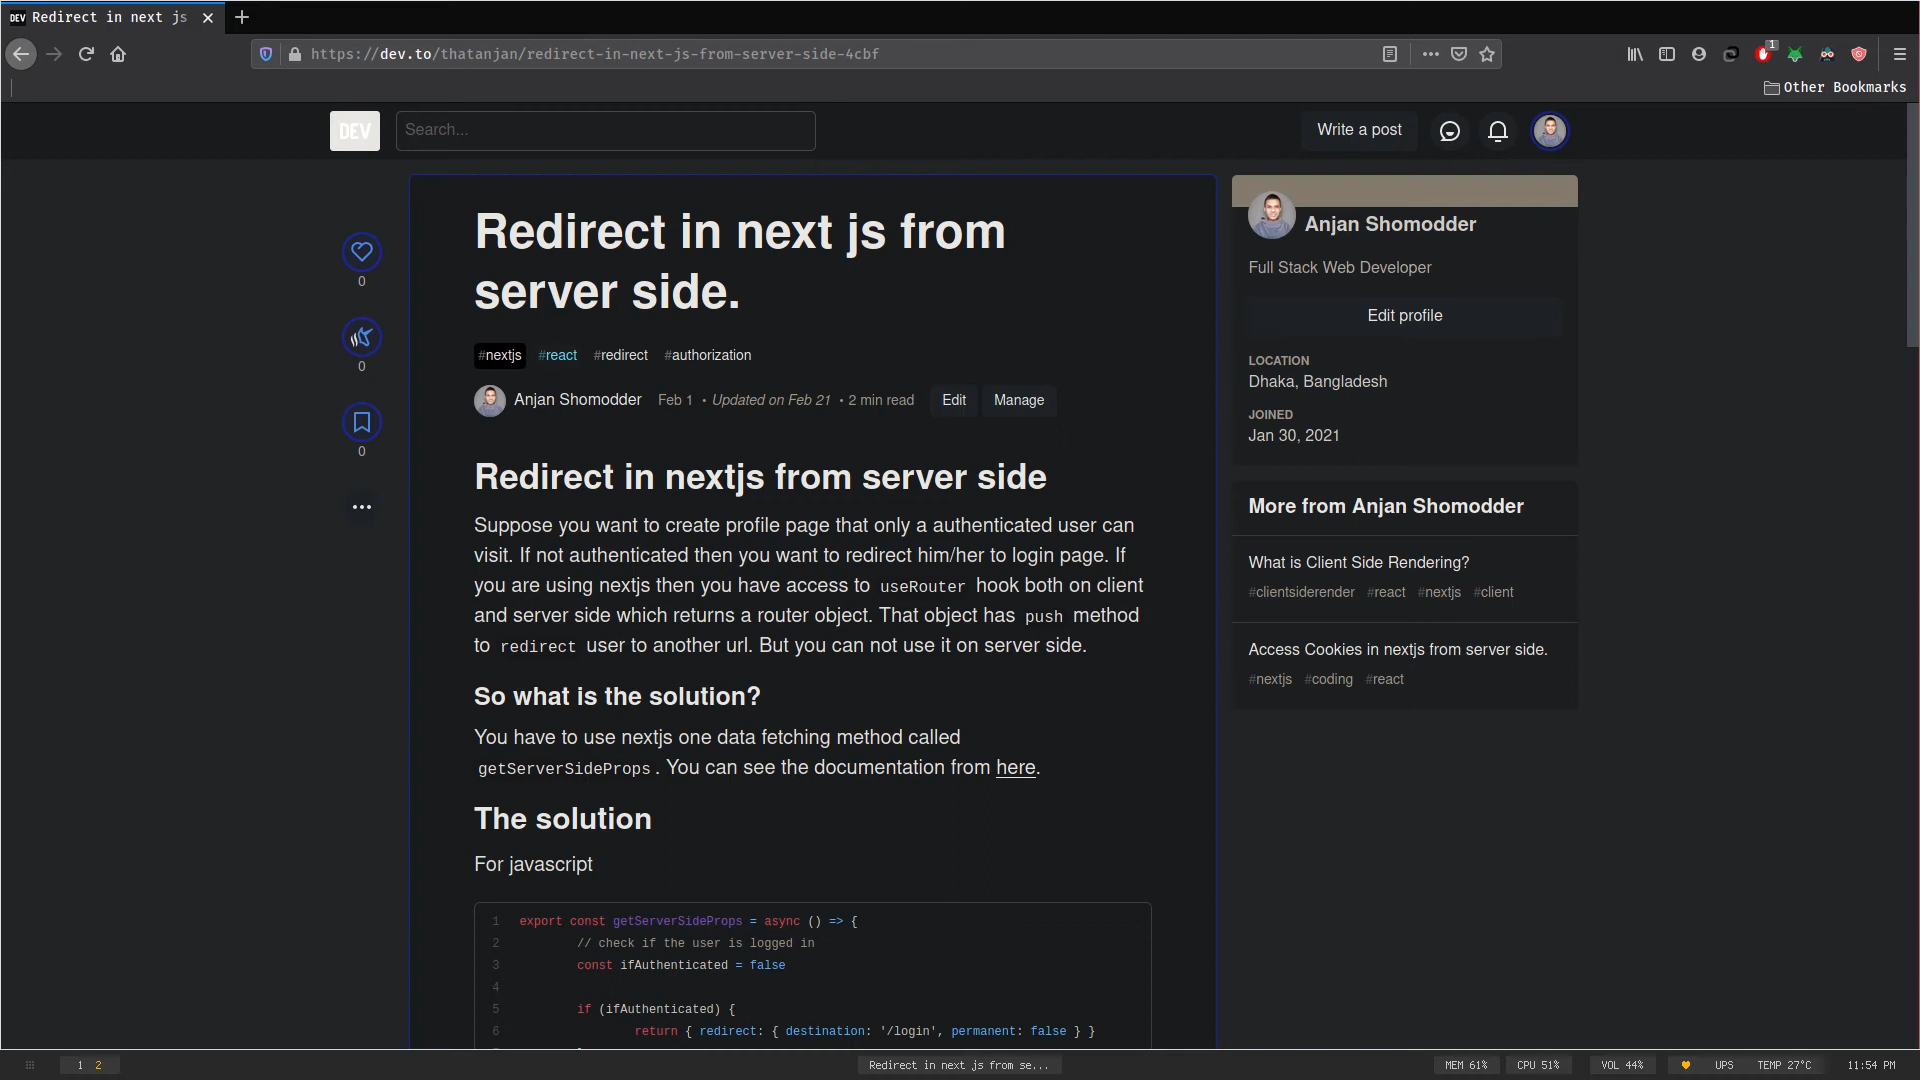 DEV Redirect in next js
https://dev.to/thatanjan/redirect-in-next-js-from-server-side-4cbf
1
Other Bookmarks
DEV
Search...
Write a post
Redirect in next js from
server side.
#nextjs #react #redirect #authorization
Anjan Shomodder Feb 1 • Updated on Feb 21 • 2 min read Edit Manage
0
0
0
Redirect in nextjs from server side
Suppose you want to create profile page that only a authenticated user can
visit. If not authenticated then you want to redirect him/her to login page. If
you are using nextjs then you have access to useRouter hook both on client
and server side which returns a router object. That object has push method
to redirect user to another url. But you can not use it on server side.
So what is the solution?
You have to use nextjs one data fetching method called
getServerSideProps. You can see the documentation from here.
The solution
For javascript
1 export const getServerSideProps = async () => {
2 // check if the user is logged in
3 const ifAuthenticated = false
4
5 if (ifAuthenticated) {
6 return { redirect: { destination: '/login', permanent: false } }
Anjan Shomodder
Full Stack Web Developer
Edit profile
LOCATION
Dhaka, Bangladesh
JOINED
Jan 30, 2021
More from Anjan Shomodder
What is Client Side Rendering?
#clientsiderender #react #nextjs #client
Access Cookies in nextjs from server side.
#nextjs #coding #react
1 2
Redirect in next js from se...
MEM 61% CPU 51% VOL 44% UPS TEMP 27°C 11:54 PM